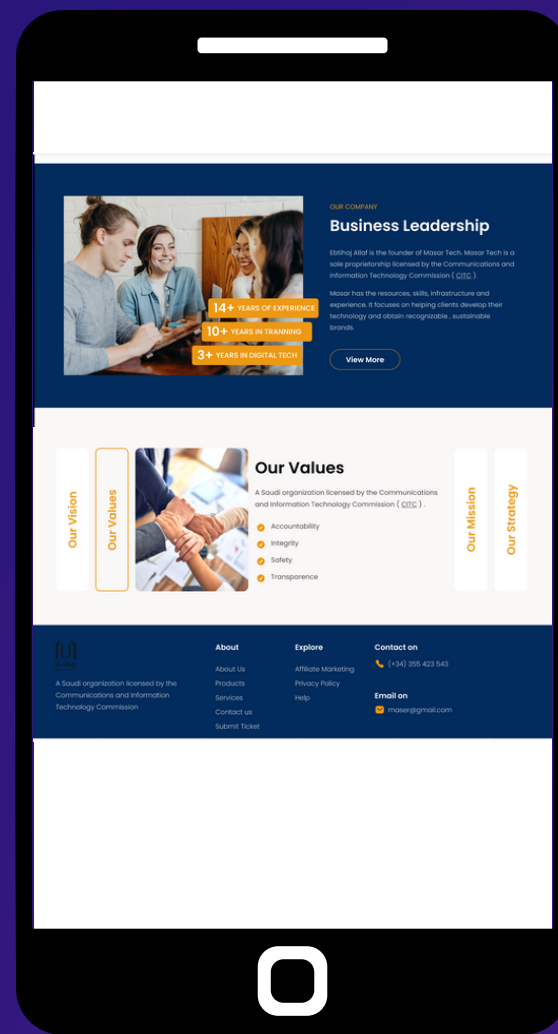 OUR COMPANY
Business Leadership
Ebtihaj Allaf is the founder of Masar Tech. Masar Tech is a
sole proprietorship licensed by the Communications and
Information Technology Commission ( CITC ).
Masar has the resources, skills, infrastructure and
experience. It focuses on helping clients develop their
technology and obtain recognizable , sustainable
brands.
View More
14+ YEARS OF EXPERIENCE
10+ YEARS IN TRANNING
3+ YEARS IN DIGITAL TECH
Our Vision
Our Values
Our Values
A Saudi organization licensed by the Communications
and Information Technology Commission ( CITC ) .
Accountability
Integrity
Safety
Transparence
Our Mission
Our Strategy
A Saudi organization licensed by the
Communications and Information
Technology Commission
About
About Us
Products
Services
Contact us
Submit Ticket
Explore
Affiliate Marketing
Privacy Policy
Help
Contact on
(+34) 355 423 543
Email on
maser@gmail.com